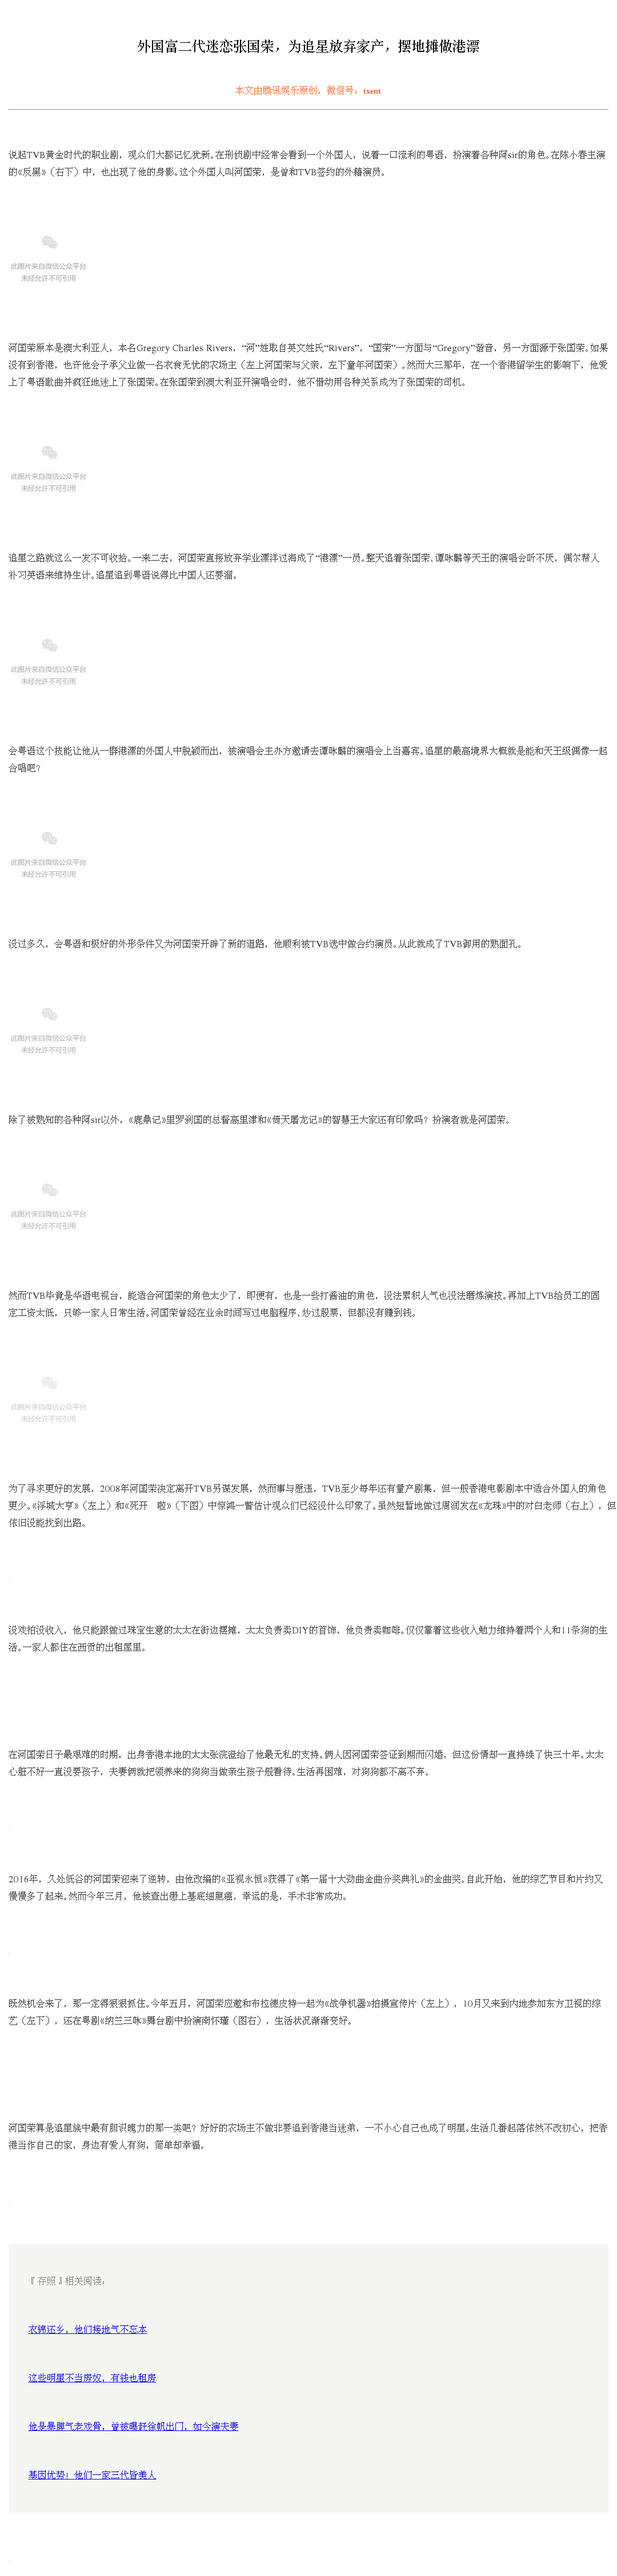 外国富二代迷恋张国荣，为追星放弃家产，摆地摊做港漂
本文由腾讯娱乐原创，微信号：txent
说起TVB黄金时代的职业剧，观众们大都记忆犹新。在刑侦剧中经常会看到一个外国人，说着一口流利的粤语，扮演着各种阿sir的角色。在陈小春主演
的《反黑》（右下）中，也出现了他的身影。这个外国人叫河国荣，是曾和TVB签约的外籍演员。
此图片来自微信公众平台
未经允许不可引用
河国荣原本是澳大利亚人，本名Gregory Charles Rivers，“河”姓取自英文姓氏“Rivers”，“国荣”一方面与“Gregory”谐音，另一方面源于张国荣。如果
没有到香港，也许他会子承父业做一名衣食无忧的农场主（左上河国荣与父亲，左下童年河国荣）。然而大三那年，在一个香港留学生的影响下，他爱
上了粤语歌曲并疯狂地迷上了张国荣。在张国荣到澳大利亚开演唱会时，他不惜动用各种关系成为了张国荣的司机。
此图片来自微信公众平台
未经允许不可引用
追星之路就这么一发不可收拾。一来二去，河国荣直接放弃学业漂洋过海成了“港漂”一员。整天追着张国荣、谭咏麟等天王的演唱会听不厌，偶尔帮人
补习英语来维持生计。追星追到粤语说得比中国人还要溜。
此图片来自微信公众平台
未经允许不可引用
会粤语这个技能让他从一群港漂的外国人中脱颖而出，被演唱会主办方邀请去谭咏麟的演唱会上当嘉宾。追星的最高境界大概就是能和天王级偶像一起
合唱吧？
此图片来自微信公众平台
未经允许不可引用
没过多久，会粤语和极好的外形条件又为河国荣开辟了新的道路，他顺利被TVB选中做合约演员。从此就成了TVB御用的熟面孔。
此图片来自微信公众平台
未经允许不可引用
除了被熟知的各种阿sir以外，《鹿鼎记》里罗刹国的总督高里津和《倚天屠龙记》的智慧王大家还有印象吗？扮演者就是河国荣。
此图片来自微信公众平台
未经允许不可引用
然而TVB毕竟是华语电视台，能适合河国荣的角色太少了，即便有，也是一些打酱油的角色，没法累积人气也没法磨炼演技。再加上TVB给员工的固
定工资太低，只够一家人日常生活。河国荣曾经在业余时间写过电脑程序、炒过股票，但都没有赚到钱。
此图片来自微信公众平台
未经允许不可引用
为了寻求更好的发展，2008年河国荣决定离开TVB另谋发展，然而事与愿违，TVB至少每年还有量产剧集，但一般香港电影剧本中适合外国人的角色
更少。《浮城大亨》（左上）和《死开 啦》（下图）中惊鸿一瞥估计观众们已经没什么印象了。虽然短暂地做过周润发在《龙珠》中的对白老师（右上），但
依旧没能找到出路。
没戏拍没收入，他只能跟做过珠宝生意的太太在街边摆摊，太太负责卖DIY的首饰，他负责卖咖啡。仅仅靠着这些收入勉力维持着两个人和11条狗的生
活。一家人都住在西贡的出租屋里。
在河国荣日子最艰难的时期，出身香港本地的太太张滨溢给了他最无私的支持。俩人因河国荣签证到期而闪婚，但这份情却一直持续了快三十年。太太
心脏不好一直没要孩子，夫妻俩就把领养来的狗狗当做亲生孩子般看待。生活再困难，对狗狗都不离不弃。
2016年，久处低谷的河国荣迎来了逆转，由他改编的《亚视永恒》获得了《第一届十大劲曲金曲分奖典礼》的金曲奖。自此开始，他的综艺节目和片约又
慢慢多了起来。然而今年三月，他被查出患上基底细胞癌，幸运的是，手术非常成功。
既然机会来了，那一定得狠狠抓住。今年五月，河国荣应邀和布拉德皮特一起为《战争机器》拍摄宣传片（左上），10月又来到内地参加东方卫视的综
艺（左下），还在粤剧《纳兰三咏》舞台剧中扮演南怀瑾（图右），生活状况渐渐变好。
河国荣算是追星族中最有胆识魄力的那一类吧？好好的农场主不做非要追到香港当迷弟，一不小心自己也成了明星。生活几番起落依然不改初心，把香
港当作自己的家，身边有爱人有狗，简单却幸福。
『存照』相关阅读：
衣锦还乡，他们接地气不忘本
这些明星不当房奴，有钱也租房
他是暴脾气老戏骨，曾被曝赶徐帆出门，如今演夫妻
基因优势！他们一家三代皆美人